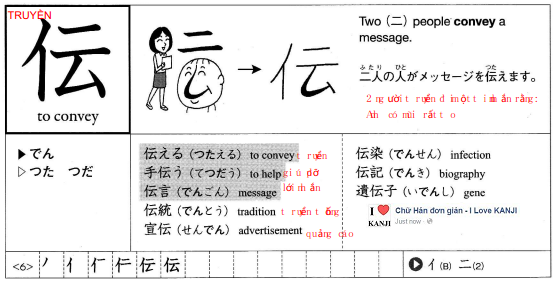 TRUYỀN
伝
to convey
二
伝
Two (二) people convey a
message.
ふたり ひと つた
二人の人がメッセージを伝えます。
2 người truyền đi một tin nhắn rằng:
Anh có mũi rất to
▶でん
▷つた つだ
伝える（つたえる） to convey truyền
手伝う（てつだう） to help giúp đỡ
伝言（でんごん） message lời nhắn
伝統（でんとう） tradition truyền thống
宣伝（せんでん） advertisement quảng cáo
伝染（でんせん） infection
伝記（でんき） biography
遺伝子（いでんし） gene
I ❤ KANJI
Chữ Hán đơn giản - I Love KANJI
Just now
<6> ノ 亻 仁 伝 伝
亻(B) 二(2)